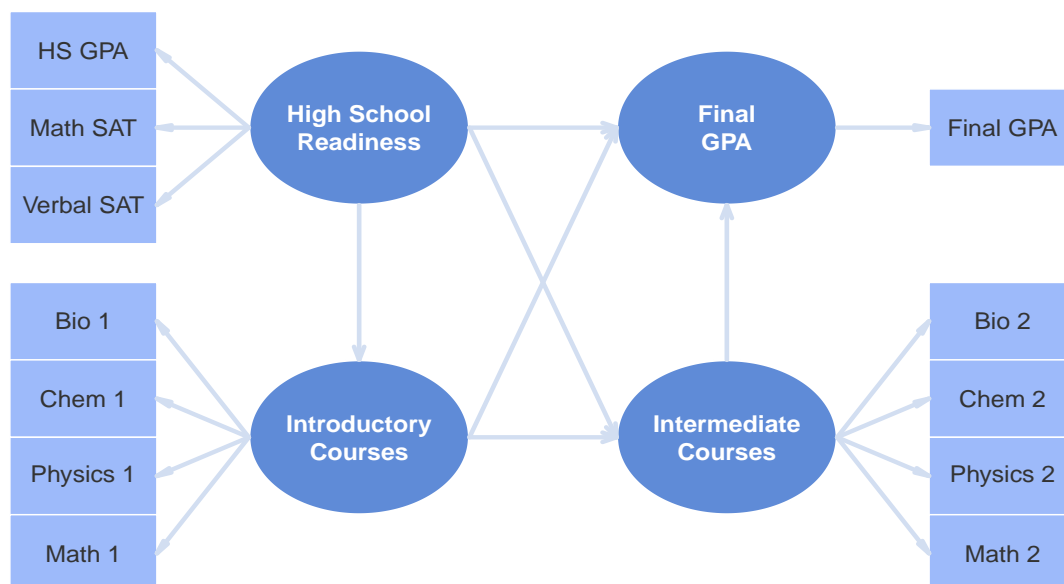 HS GPA
Math SAT
Verbal SAT
High School
Readiness
Final
GPA
Final GPA
Bio 1
Chem 1
Physics 1
Math 1
Introductory
Courses
Intermediate
Courses
Bio 2
Chem 2
Physics 2
Math 2